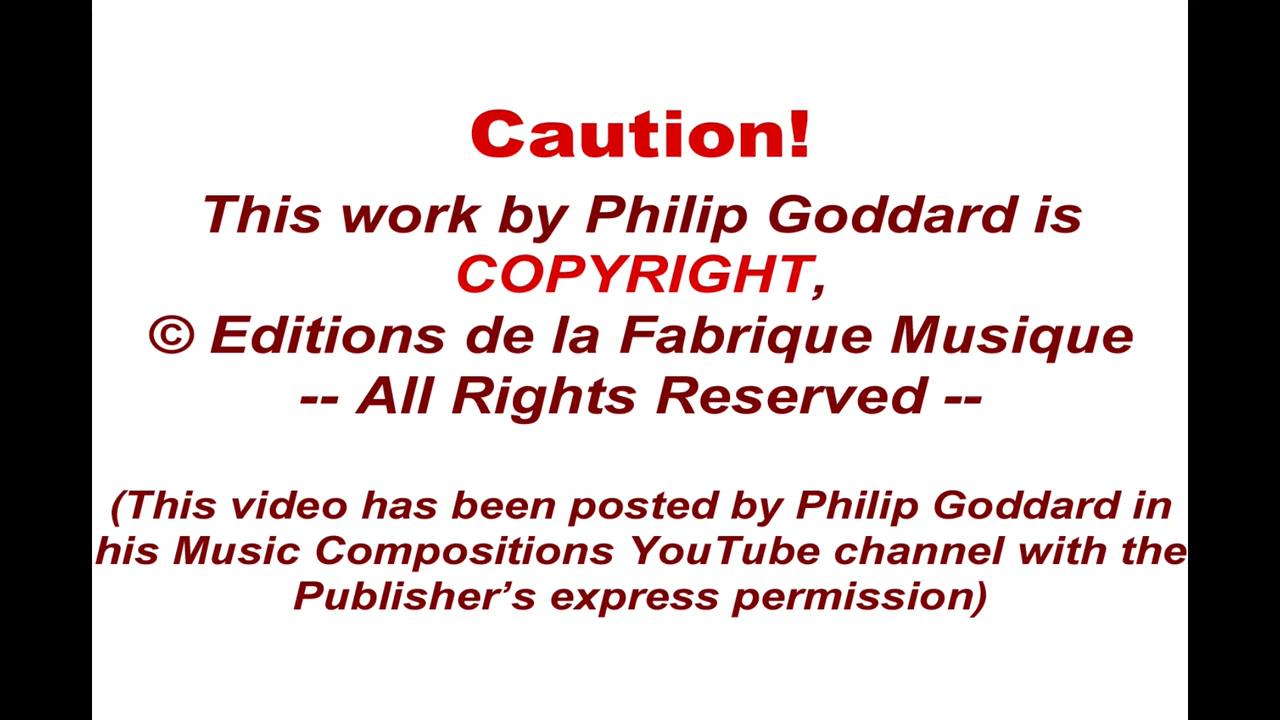 Caution!
This work by Philip Goddard is
COPYRIGHT,
© Editions de la Fabrique Musique
-- All Rights Reserved --
(This video has been posted by Philip Goddard in
his Music Compositions YouTube channel with the
Publisher’s express permission)